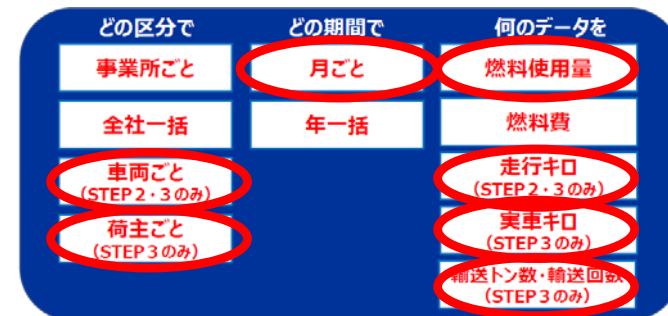 どの区分で
どの期間で
何のデータを
事業所ごと
月ごと
燃料使用量
全社一括
年一括
燃料費
車両ごと
(STEP2・3のみ)
走行キロ
(STEP2・3のみ)
荷主ごと
(STEP3のみ)
実車キロ
(STEP3のみ)
輸送トン数・輸送回数
(STEP3のみ)